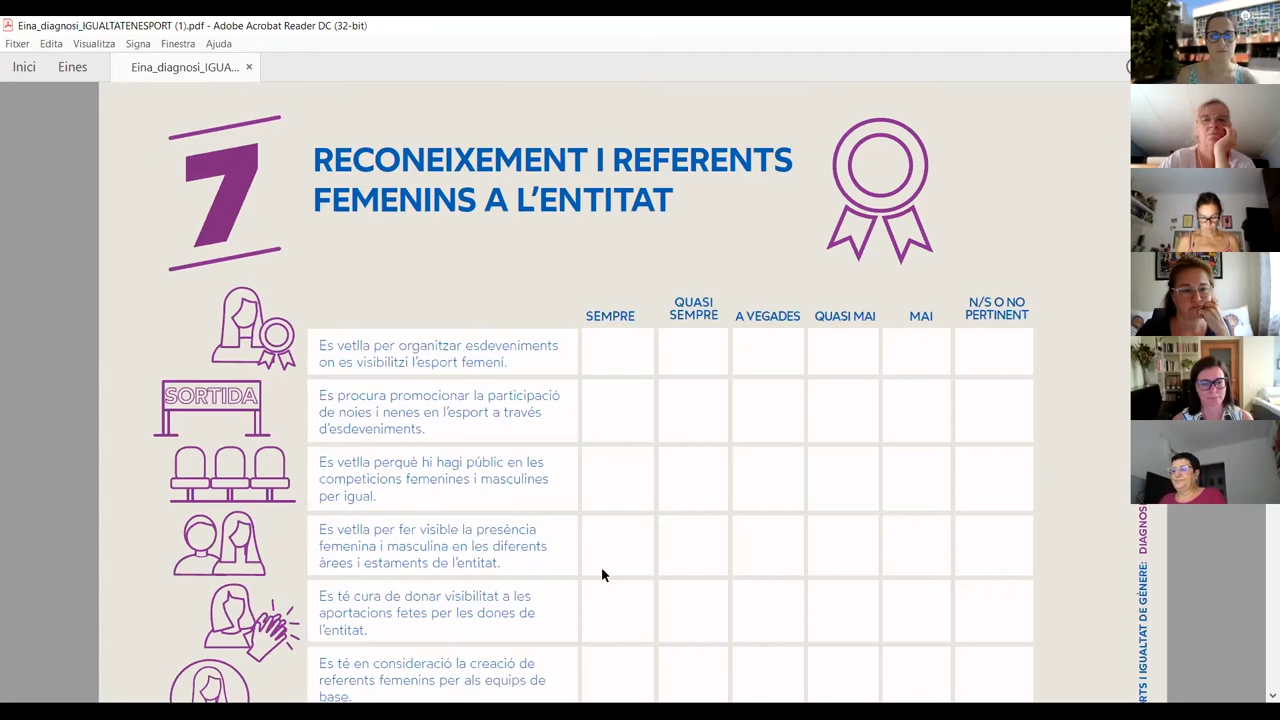 Eina_diagnosi_IGUALTATENESPORT (1).pdf - Adobe Acrobat Reader DC (32-bit)
Fitxer Edita Visualitza Signa Finestra Ajuda
Inici Eines Eina_diagnosi_IGUA... ×
7
RECONEIXEMENT I REFERENTS
FEMENINS A L'ENTITAT
SEMPRE
QUASI
SEMPRE
A VEGADES
QUASI MAI
MAI
N/S O NO
PERTINENT
Es vetlla per organitzar esdeveniments
on es visibilitzi l'esport femení.
SORTIDA
Es procura promocionar la participació
de noies i nenes en l'esport a través
d'esdeveniments.
Es vetlla perquè hi hagi públic en les
competicions femenines i masculines
per igual.
Es vetlla per fer visible la presència
femenina i masculina en les diferents
àrees i estaments de l'entitat.
Es té cura de donar visibilitat a les
aportacions fetes per les dones de
l'entitat.
Es té en consideració la creació de
referents femenins per als equips de
base.
RTS I IGUALTAT DE GÈNERE: DIAGNOS